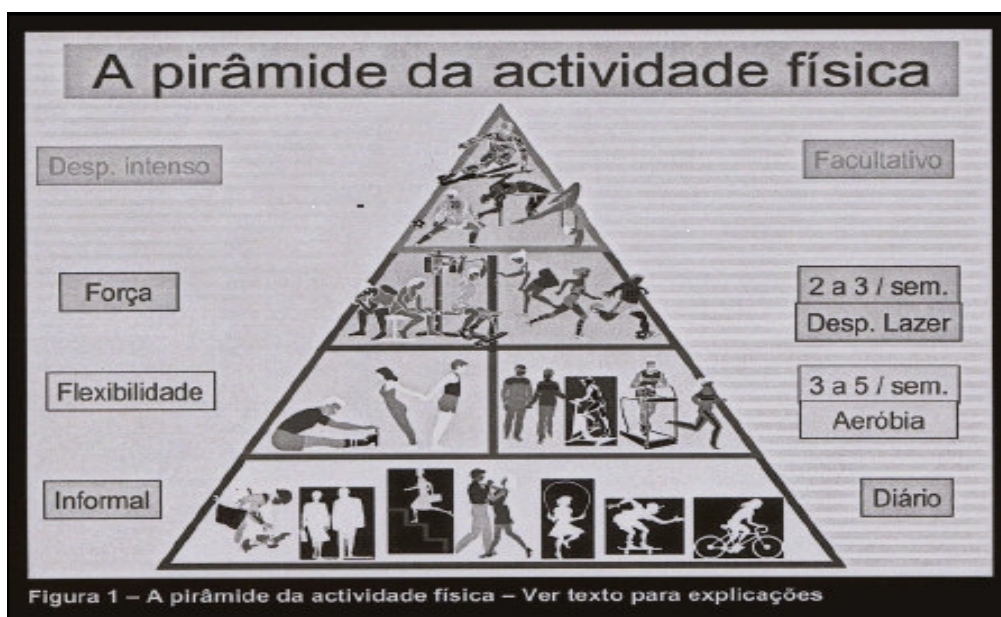 A pirâmide da actividade física
Desp. intenso
Facultativo
Força
2 a 3 / sem.
Desp. Lazer
Flexibilidade
3 a 5 / sem.
Aeróbia
Informal
Diário
Figura 1 – A pirâmide da actividade física – Ver texto para explicações